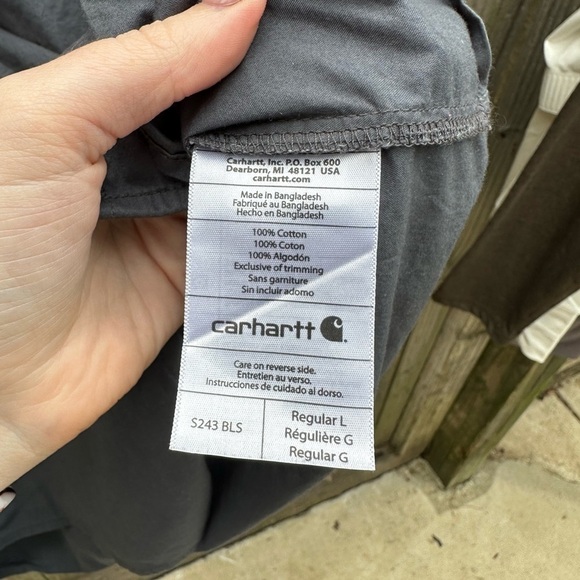 Carhartt, Inc. P.O. Box 600
Dearborn, MI 48121 USA
carhartt.com
Made in Bangladesh
Fabriqué au Bangladesh
Hecho en Bangladesh
100% Cotton
100% Coton
100% Algodón
Exclusive of trimming
Sans garniture
Sin incluir adorno
carhartt
Care on reverse side.
Entretien au verso,
Instrucciones de cuidado al dorso.
S243 BLS
Regular L
Régulière G
Regular G